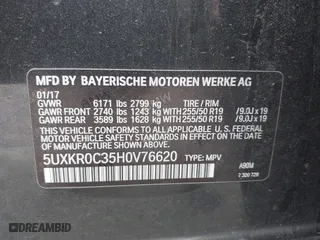 MFD BY BAYERISCHE MOTOREN WERKE AG
01/17
GVWR 6171 lbs 2799 kg TIRE / RIM
GAWR FRONT 2740 lbs 1243 kg WITH 255/50 R19 /9.0J x 19
GAWR REAR 3589 lbs 1628 kg WITH 255/50 R19 /9.0J x 19
THIS VEHICLE CONFORMS TO ALL APPLICABLE U. S. FEDERAL
MOTOR VEHICLE SAFETY STANDARDS IN EFFECT ON THE DATE
OF MANUFACTURE SHOWN ABOVE.
5UXKR0C35H0V76620 TYPE: MPV
A90M